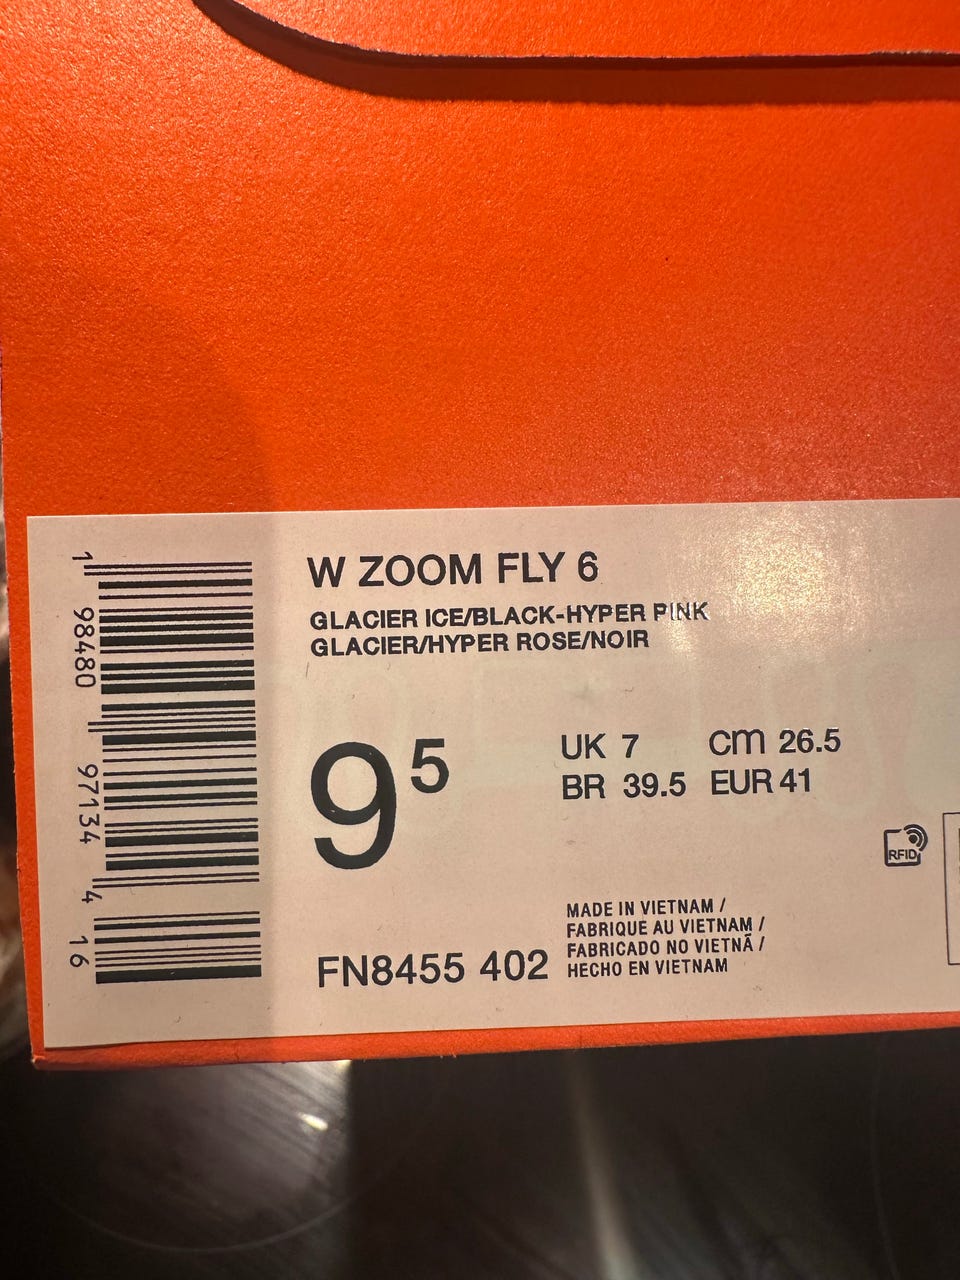 W ZOOM FLY 6
GLACIER ICE/BLACK-HYPER PINK
GLACIER/HYPER ROSE/NOIR
9⁵
UK 7 cm 26.5
BR 39.5 EUR 41
RFID
MADE IN VIETNAM /
FABRIQUE AU VIETNAM /
FABRICADO NO VIETNÃ /
HECHO EN VIETNAM
FN8455 402
1 98480 97134 4 16